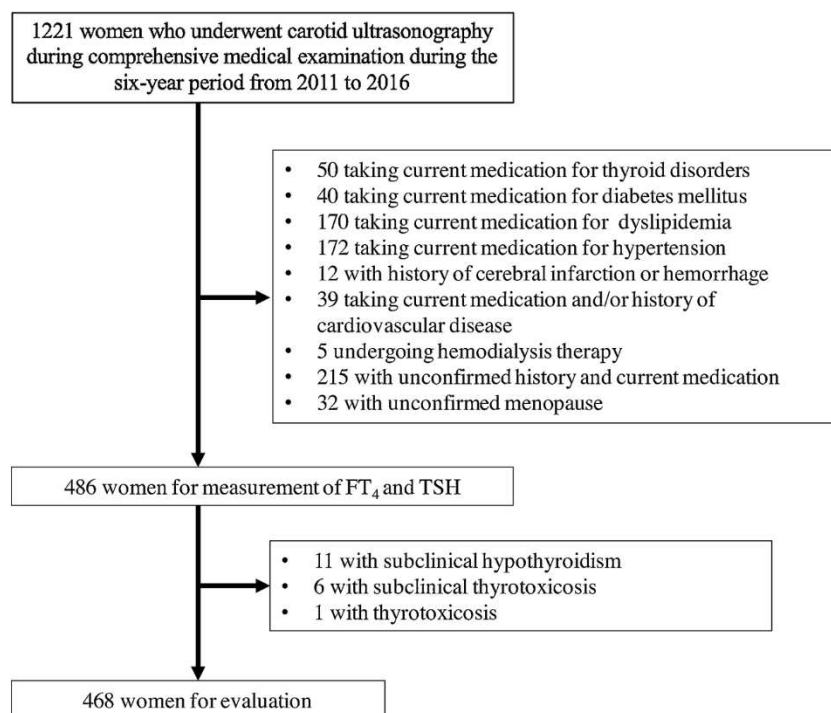 1221 women who underwent carotid ultrasonography
during comprehensive medical examination during the
six-year period from 2011 to 2016
• 50 taking current medication for thyroid disorders
• 40 taking current medication for diabetes mellitus
• 170 taking current medication for dyslipidemia
• 172 taking current medication for hypertension
• 12 with history of cerebral infarction or hemorrhage
• 39 taking current medication and/or history of
cardiovascular disease
• 5 undergoing hemodialysis therapy
• 215 with unconfirmed history and current medication
• 32 with unconfirmed menopause
486 women for measurement of FT₄ and TSH
• 11 with subclinical hypothyroidism
• 6 with subclinical thyrotoxicosis
• 1 with thyrotoxicosis
468 women for evaluation